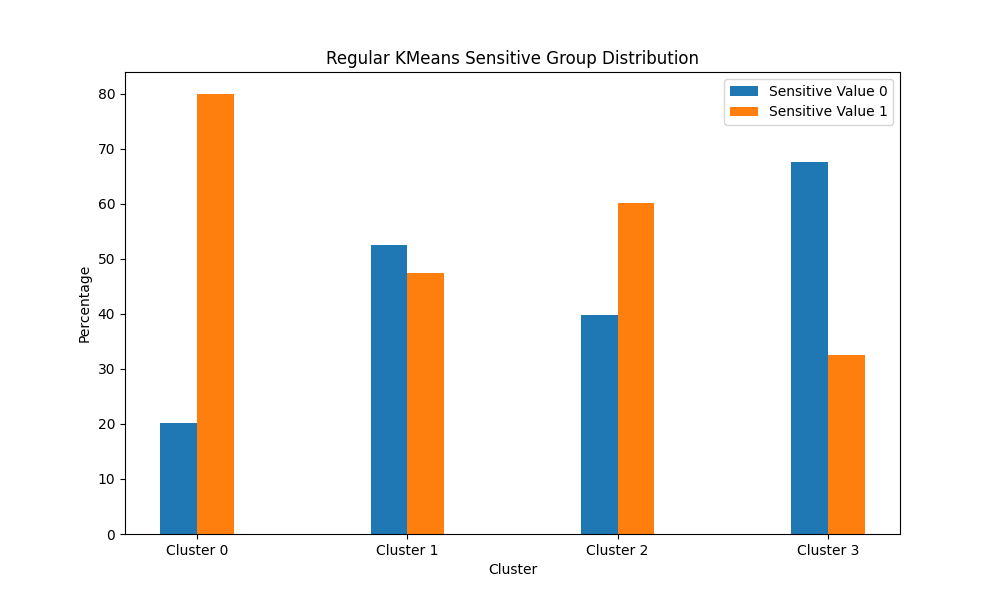 Regular KMeans Sensitive Group Distribution
Sensitive Value 0
Sensitive Value 1
Percentage
80
70
60
50
40
30
20
10
0
Cluster 0 Cluster 1 Cluster 2 Cluster 3
Cluster